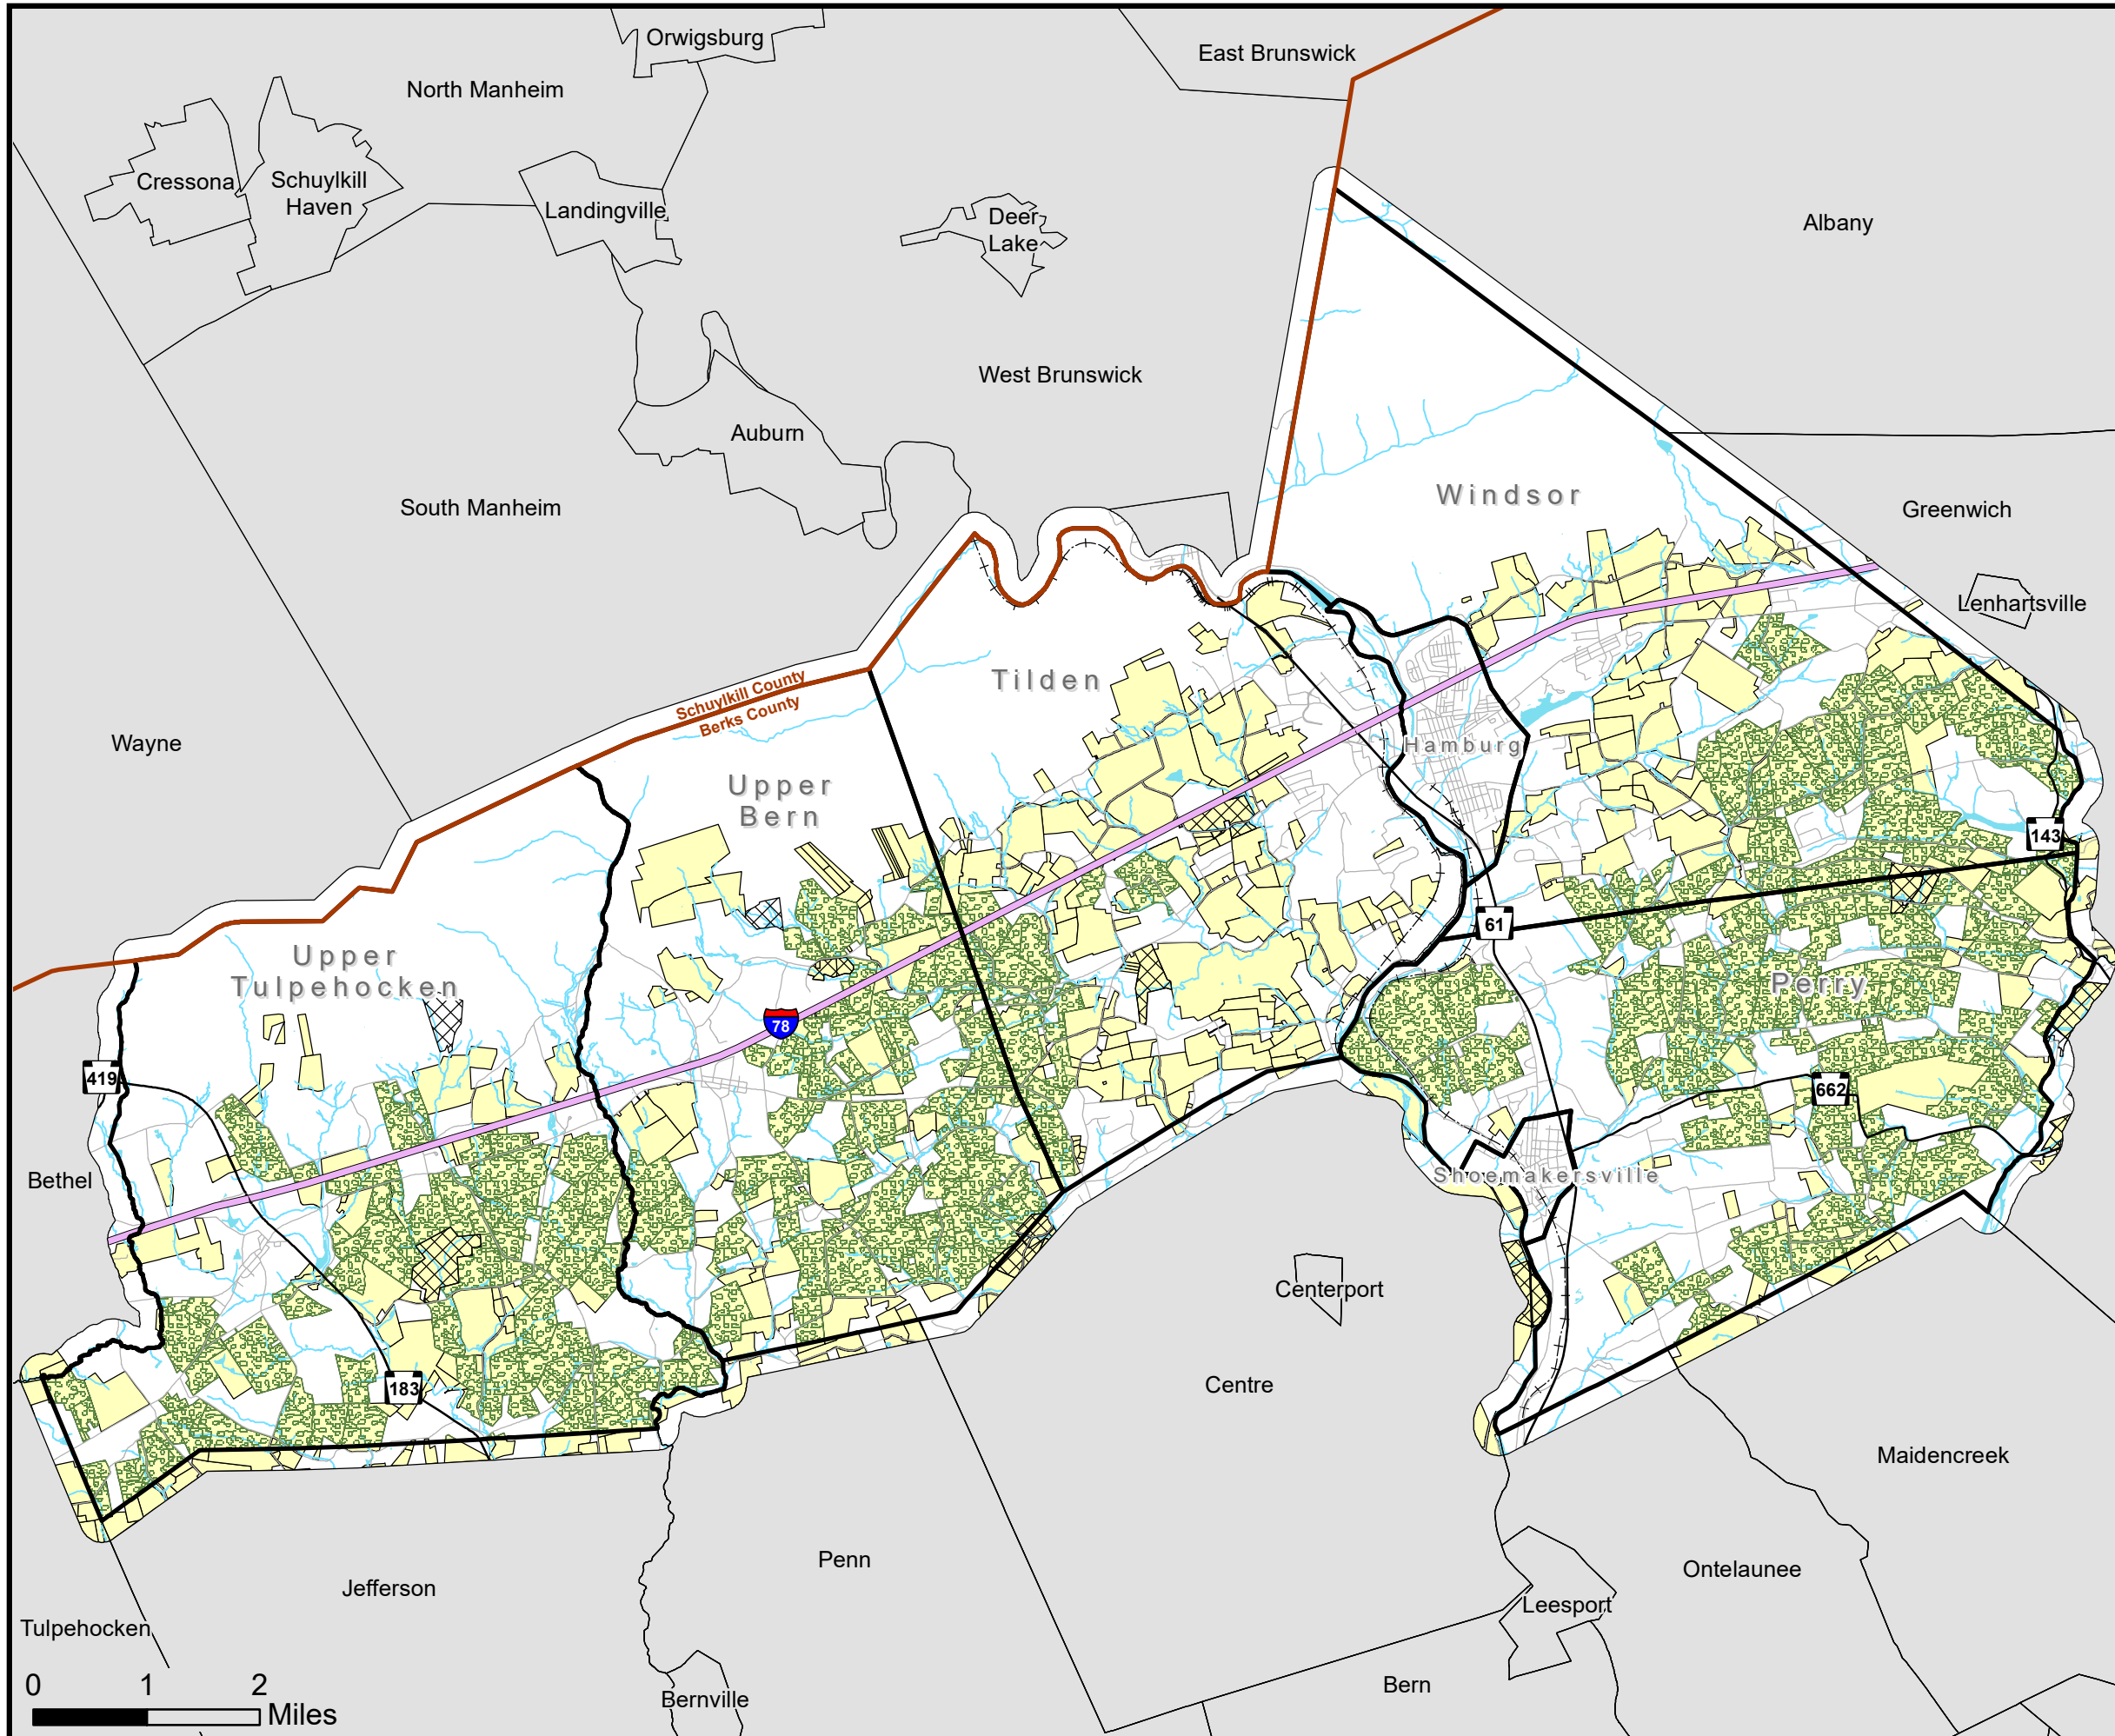 Orwigsburg
East Brunswick
North Manheim
Cressona
Schuylkill
Haven
Landingville
Deer
Lake
Albany
West Brunswick
Auburn
Windsor
South Manheim
Greenwich
Lenhartsville
Tilden
Schuylkill County
Berks County
Wayne
Hamburg
Upper
Bern
143
61
Upper
Tulpehocken
Perry
78
419
662
Bethel
Shoemakersville
Centerport
183
Centre
Maidencreek
Penn
Ontelaunee
Jefferson
Leesport
Tulpehocken
Bern
Bernville
0 1 2
Miles